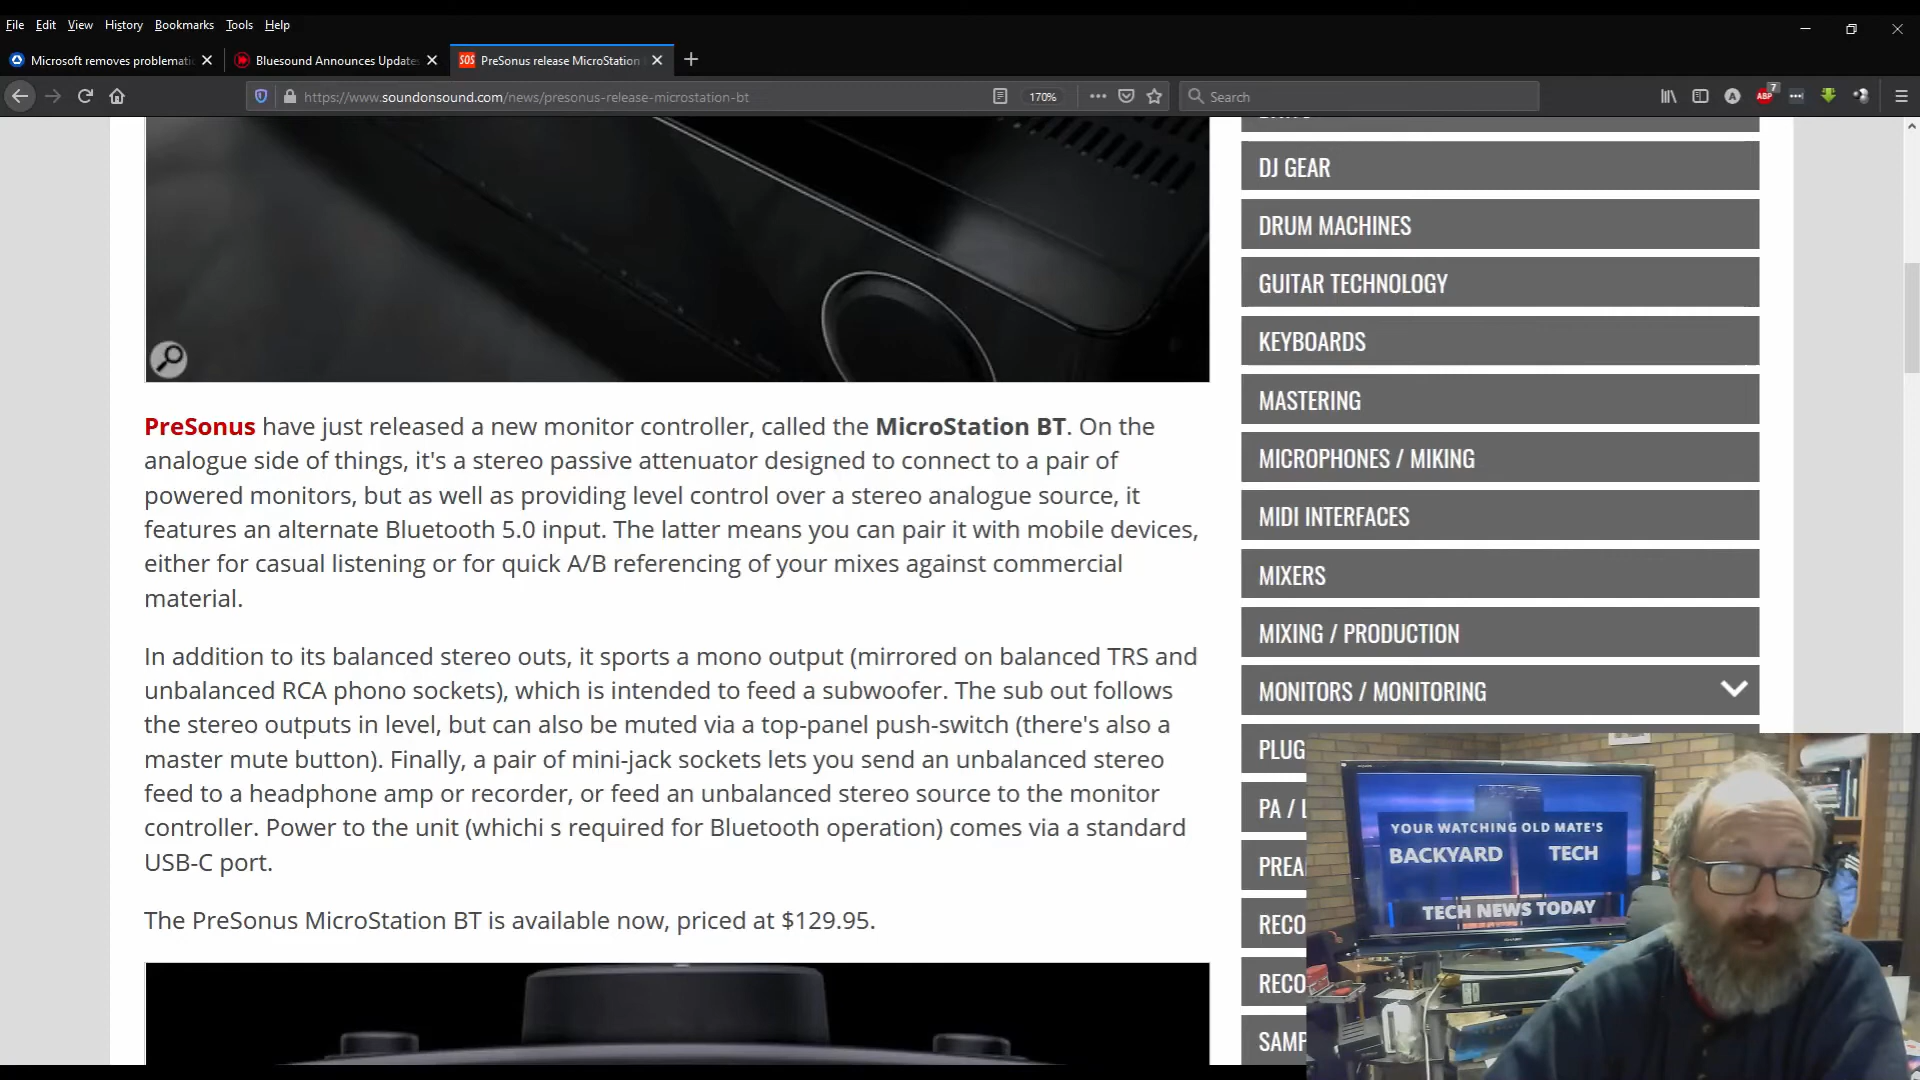 File Edit View History Bookmarks Tools Help
Microsoft removes problemati
Bluesound Announces Update
SOS PreSonus release MicroStation
https://www.soundonsound.com/news/presonus-release-microstation-bt
170%
Search
ABP 7
DJ GEAR
DRUM MACHINES
GUITAR TECHNOLOGY
KEYBOARDS
MASTERING
MICROPHONES / MIKING
MIDI INTERFACES
MIXERS
MIXING / PRODUCTION
MONITORS / MONITORING
PLUG
PA / L
PREA
RECO
RECO
SAMP
PreSonus have just released a new monitor controller, called the MicroStation BT. On the
analogue side of things, it's a stereo passive attenuator designed to connect to a pair of
powered monitors, but as well as providing level control over a stereo analogue source, it
features an alternate Bluetooth 5.0 input. The latter means you can pair it with mobile devices,
either for casual listening or for quick A/B referencing of your mixes against commercial
material.
In addition to its balanced stereo outs, it sports a mono output (mirrored on balanced TRS and
unbalanced RCA phono sockets), which is intended to feed a subwoofer. The sub out follows
the stereo outputs in level, but can also be muted via a top-panel push-switch (there's also a
master mute button). Finally, a pair of mini-jack sockets lets you send an unbalanced stereo
feed to a headphone amp or recorder, or feed an unbalanced stereo source to the monitor
controller. Power to the unit (whichi s required for Bluetooth operation) comes via a standard
USB-C port.
The PreSonus MicroStation BT is available now, priced at $129.95.
YOUR WATCHING OLD MATE'S
BACKYARD TECH
TECH NEWS TODAY